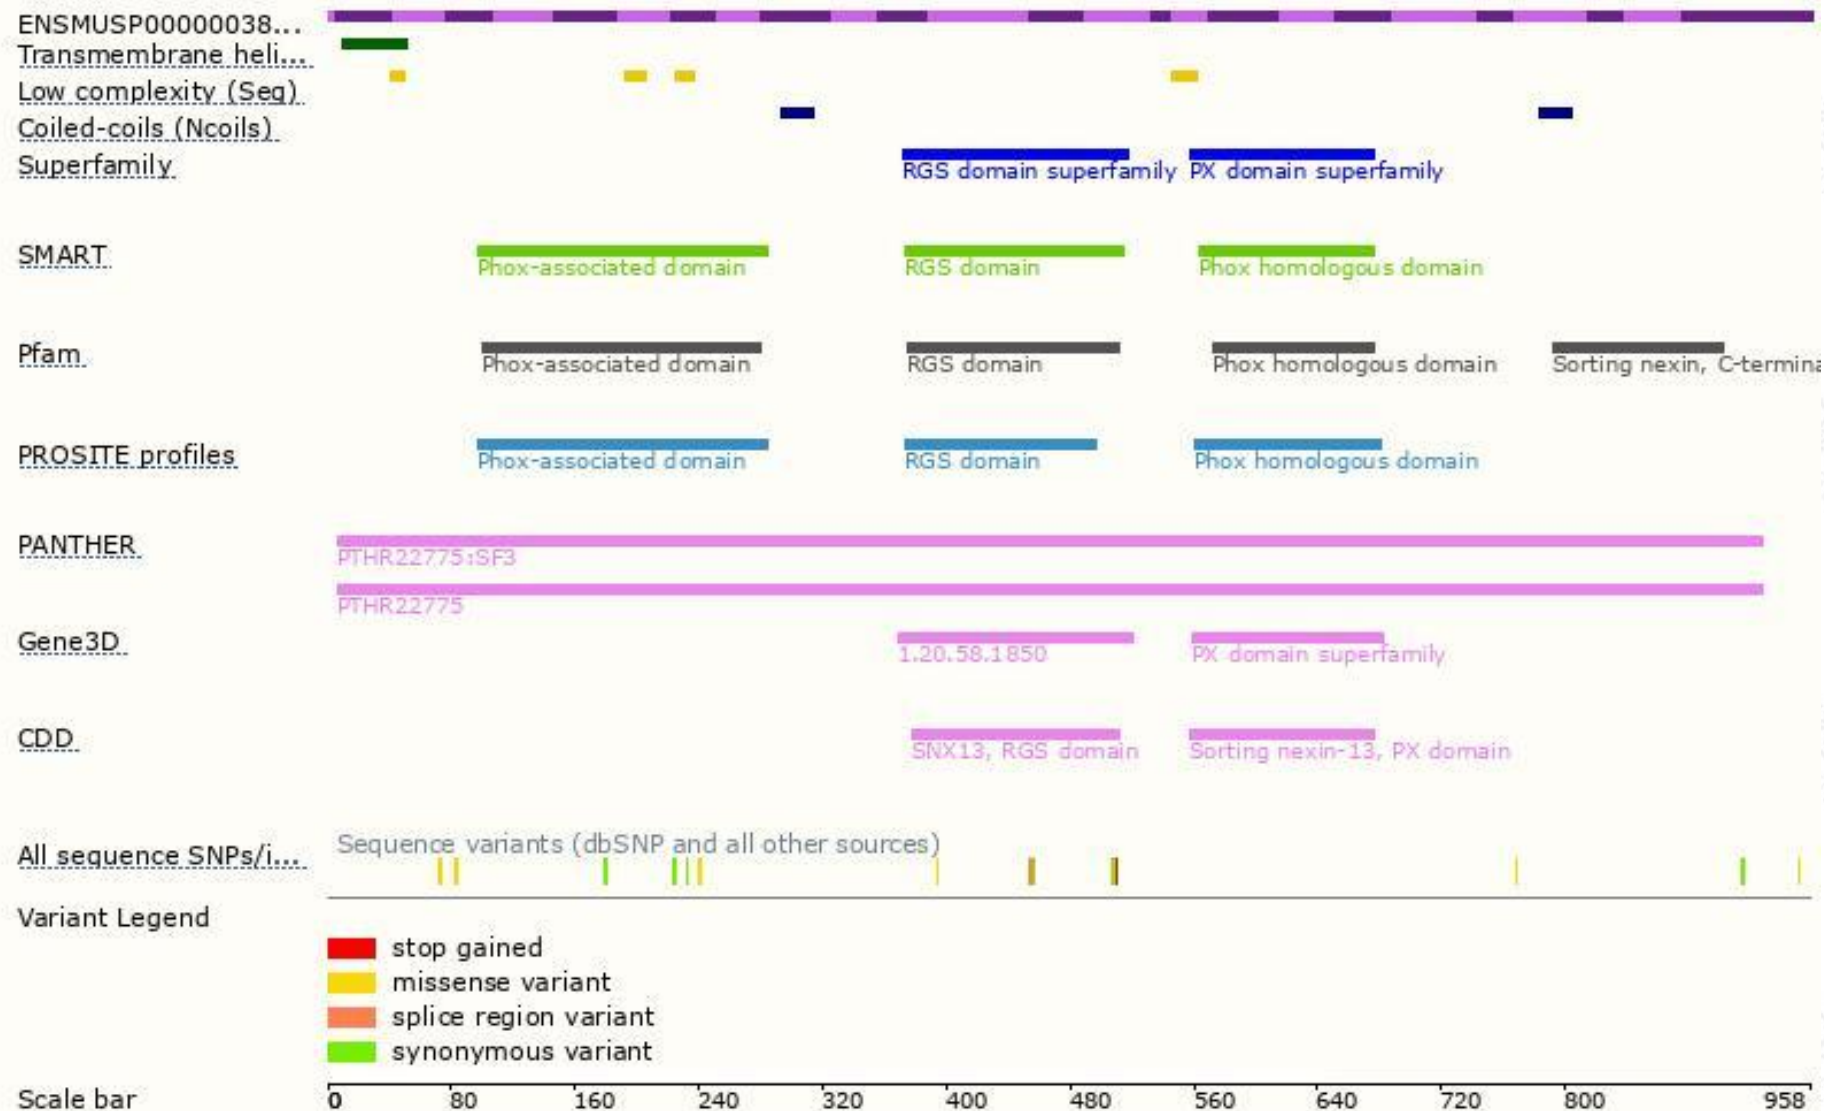 ENSMUSP00000038...
Transmembrane heli...
Low complexity (Seg)
Coiled-coils (Ncoils)
Superfamily
RGS domain superfamily PX domain superfamily
SMART
Phox-associated domain RGS domain Phox homologous domain
Pfam
Phox-associated domain RGS domain Phox homologous domain Sorting nexin, C-termina
PROSITE profiles
Phox-associated domain RGS domain Phox homologous domain
PANTHER
PTHR22775:SF3
PTHR22775
Gene3D
1.20.58.1850 PX domain superfamily
CDD
SNX13, RGS domain Sorting nexin-13, PX domain
Sequence variants (dbSNP and all other sources)
All sequence SNPs/i...
Variant Legend
stop gained
missense variant
splice region variant
synonymous variant
Scale bar 0 80 160 240 320 400 480 560 640 720 800 958